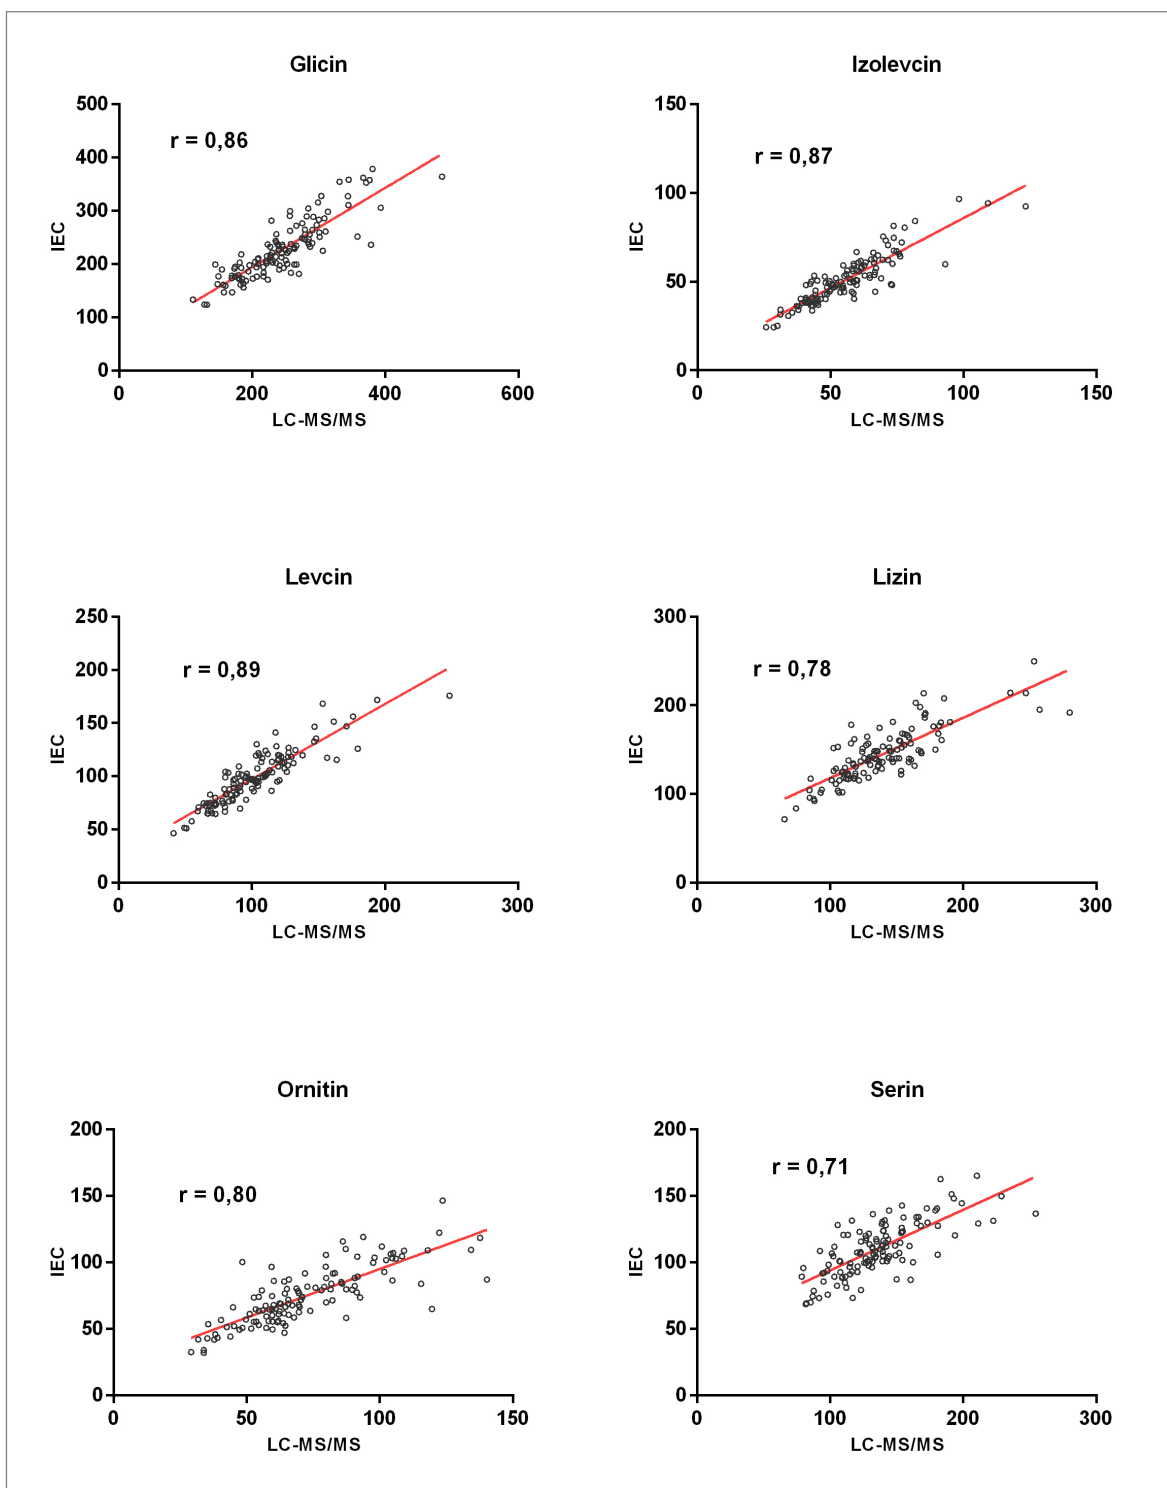 Glicin
500
400
300
200
100
0
r = 0,86
IEC
0 200 400 600
LC-MS/MS
Izolevcin
150
100
50
0
r = 0,87
IEC
0 50 100 150
LC-MS/MS
Levcin
250
200
150
100
50
0
r = 0,89
IEC
0 100 200 300
LC-MS/MS
Lizin
300
200
100
0
r = 0,78
IEC
0 100 200 300
LC-MS/MS
Ornitin
200
150
100
50
0
r = 0,80
IEC
0 50 100 150
LC-MS/MS
Serin
200
150
100
50
0
r = 0,71
IEC
0 100 200 300
LC-MS/MS